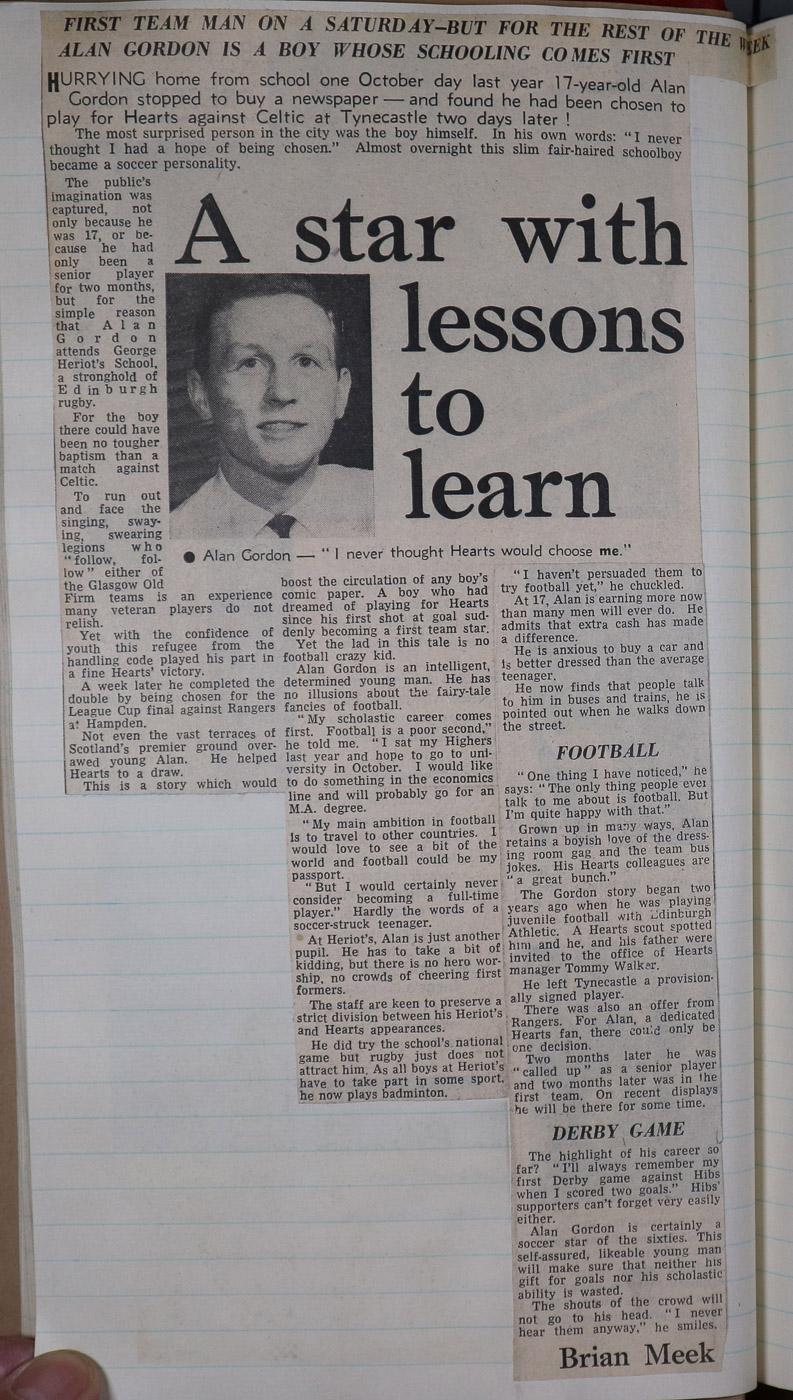 FIRST TEAM MAN ON A SATURDAY—BUT FOR THE REST OF THE WEEK
ALAN GORDON IS A BOY WHOSE SCHOOLING COMES FIRST
HURRYING home from school one October day last year 17-year-old Alan
Gordon stopped to buy a newspaper — and found he had been chosen to
play for Hearts against Celtic at Tynecastle two days later !
The most surprised person in the city was the boy himself. In his own words: “I never
thought I had a hope of being chosen.” Almost overnight this slim fair-haired schoolboy
became a soccer personality.
A star with
lessons
to
learn
The public's
imagination was
captured, not
only because he
was 17, or be-
cause he had
only been a
senior player
for two months,
but for the
simple reason
that Alan
Gordon
attends George
Heriot's School,
a stronghold of
Edinburgh
rugby.
For the boy
there could have
been no tougher
baptism than a
match against
Celtic.
To run out
and face the
singing, sway-
ing, swearing
legions who
“follow, fol-
low” either of
the Glasgow Old
Firm teams is an experience
many veteran players do not
relish.
Yet with the confidence of
youth this refugee from the
handling code played his part in
a fine Hearts' victory.
A week later he completed the
double by being chosen for the
League Cup final against Rangers
at Hampden.
Not even the vast terraces of
Scotland's premier ground over-
awed young Alan. He helped
Hearts to a draw.
This is a story which would
● Alan Gordon — “ I never thought Hearts would choose me.”
boost the circulation of any boy's
comic paper. A boy who had
dreamed of playing for Hearts
since his first shot at goal sud-
denly becoming a first team star.
Yet the lad in this tale is no
football crazy kid.
Alan Gordon is an intelligent,
determined young man. He has
no illusions about the fairy-tale
fancies of football.
“My scholastic career comes
first. Football is a poor second,”
he told me. “I sat my Highers
last year and hope to go to uni-
versity in October. I would like
to do something in the economics
line and will probably go for an
M.A. degree.
“My main ambition in football
is to travel to other countries. I
would love to see a bit of the
world and football could be my
passport.
“But I would certainly never
consider becoming a full-time
player.” Hardly the words of a
soccer-struck teenager.
At Heriot's, Alan is just another
pupil. He has to take a bit of
kidding, but there is no hero wor-
ship, no crowds of cheering first
formers.
The staff are keen to preserve a
strict division between his Heriot's
and Hearts appearances.
He did try the school's national
game but rugby just does not
attract him. As all boys at Heriot's
have to take part in some sport,
he now plays badminton.
“I haven't persuaded them to
try football yet,” he chuckled.
At 17, Alan is earning more now
than many men will ever do. He
admits that extra cash has made
a difference.
He is anxious to buy a car and
is better dressed than the average
teenager.
He now finds that people talk
to him in buses and trains, he is
pointed out when he walks down
the street.
FOOTBALL
“One thing I have noticed,” he
says: “The only thing people ever
talk to me about is football. But
I'm quite happy with that.”
Grown up in many ways, Alan
retains a boyish love of the dress-
ing room gag and the team bus
jokes. His Hearts colleagues are
“a great bunch.”
The Gordon story began two
years ago when he was playing
juvenile football with Edinburgh
Athletic. A Hearts scout spotted
him and he, and his father were
invited to the office of Hearts
manager Tommy Walker.
He left Tynecastle a provision-
ally signed player.
There was also an offer from
Rangers. For Alan, a dedicated
Hearts fan, there could only be
one decision.
Two months later he was
“called up” as a senior player
and two months later was in the
first team. On recent displays
he will be there for some time.
DERBY GAME
The highlight of his career so
far? “I'll always remember my
first Derby game against Hibs
when I scored two goals.” Hibs'
supporters can't forget very easily
either.
Alan Gordon is certainly a
soccer star of the sixties. This
self-assured, likeable young man
will make sure that neither his
gift for goals nor his scholastic
ability is wasted.
The shouts of the crowd will
not go to his head. “I never
hear them anyway,” he smiles.
Brian Meek